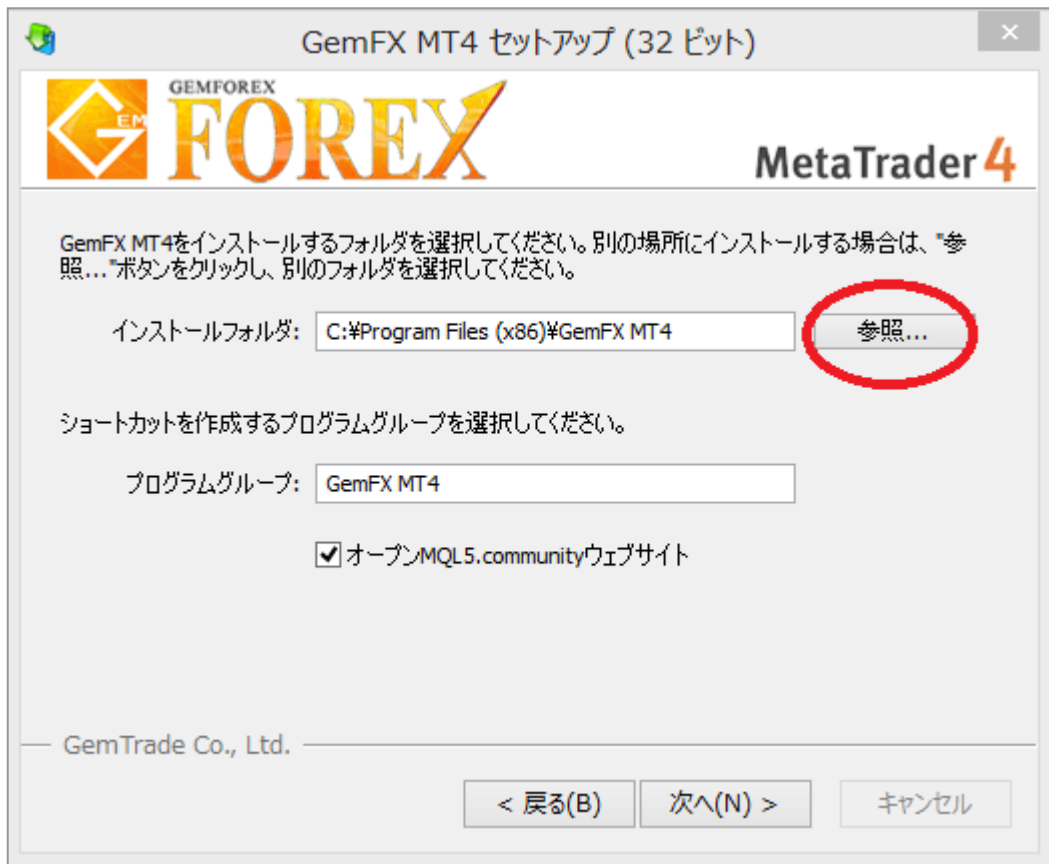 GemFX MT4 セットアップ (32 ビット)
GEM
GEMFOREX
FOREX
MetaTrader 4
GemFX MT4をインストールするフォルダを選択してください。別の場所にインストールする場合は、"参
照..."ボタンをクリックし、別のフォルダを選択してください。
インストールフォルダ: C:¥Program Files (x86)¥GemFX MT4 参照...
ショートカットを作成するプログラムグループを選択してください。
プログラムグループ: GemFX MT4
オープンMQL5.communityウェブサイト
GemTrade Co., Ltd.
< 戻る(B) 次へ(N) > キャンセル